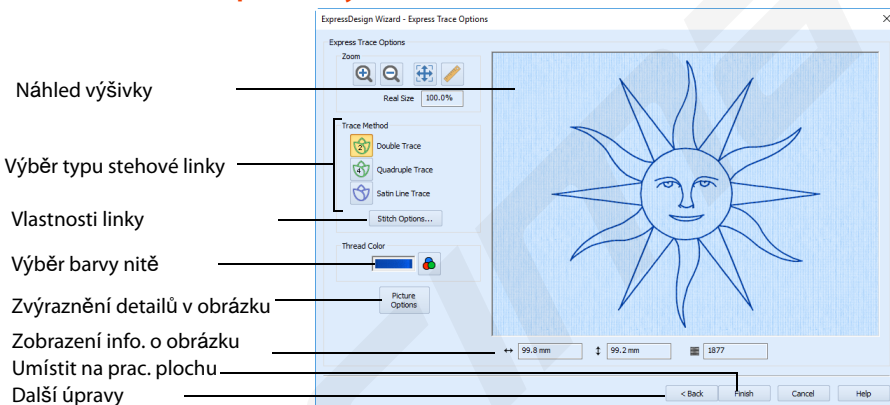 ExpressDesign Wizard - Express Trace Options
Express Trace Options
Zoom
Real Size 100.0%
Náhled výšivky
Trace Method
2 Double Trace
Výběr typu stehové linky
4 Quadruple Trace
Satin Line Trace
Vlastnosti linky
Stitch Options...
Thread Color
Výběr barvy nitě
Zvýraznění detailů v obrázku
Picture
Options
Zobrazení info. o obrázku
99.8 mm 99.2 mm 1877
Umístit na prac. plochu
Další úpravy
< Back Finish Cancel Help